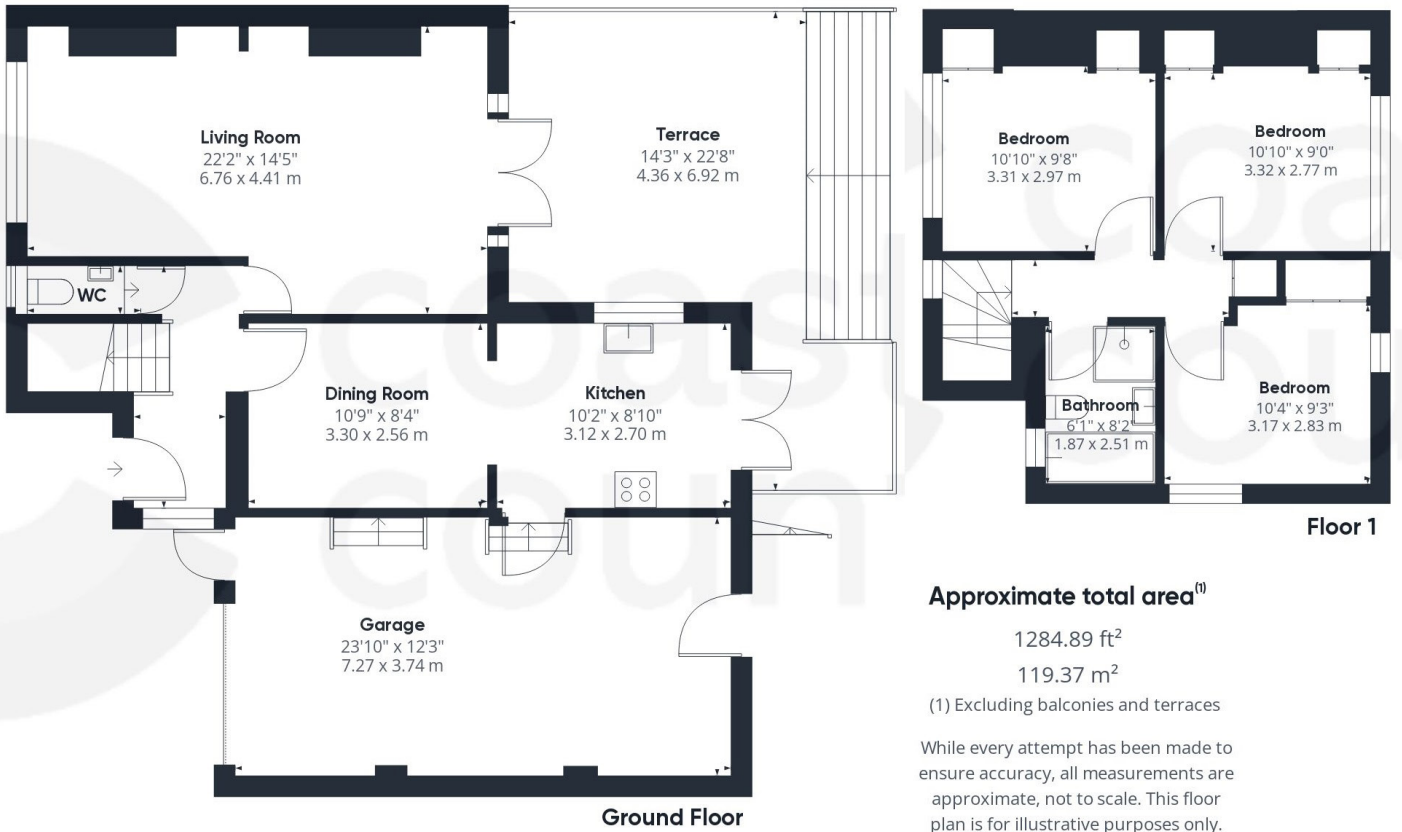 Living Room
22'2" x 14'5"
6.76 x 4.41 m
Terrace
14'3" x 22'8"
4.36 x 6.92 m
WC
Dining Room
10'9" x 8'4"
3.30 x 2.56 m
Kitchen
10'2" x 8'10"
3.12 x 2.70 m
Garage
23'10" x 12'3"
7.27 x 3.74 m
Ground Floor
Bedroom
10'10" x 9'8"
3.31 x 2.97 m
Bedroom
10'10" x 9'0"
3.32 x 2.77 m
Bathroom
6'1" x 8'2"
1.87 x 2.51 m
Bedroom
10'4" x 9'3"
3.17 x 2.83 m
Floor 1
Approximate total area(1)
1284.89 ft²
119.37 m²
(1) Excluding balconies and terraces
While every attempt has been made to
ensure accuracy, all measurements are
approximate, not to scale. This floor
plan is for illustrative purposes only.
coast
coun
coa
cou